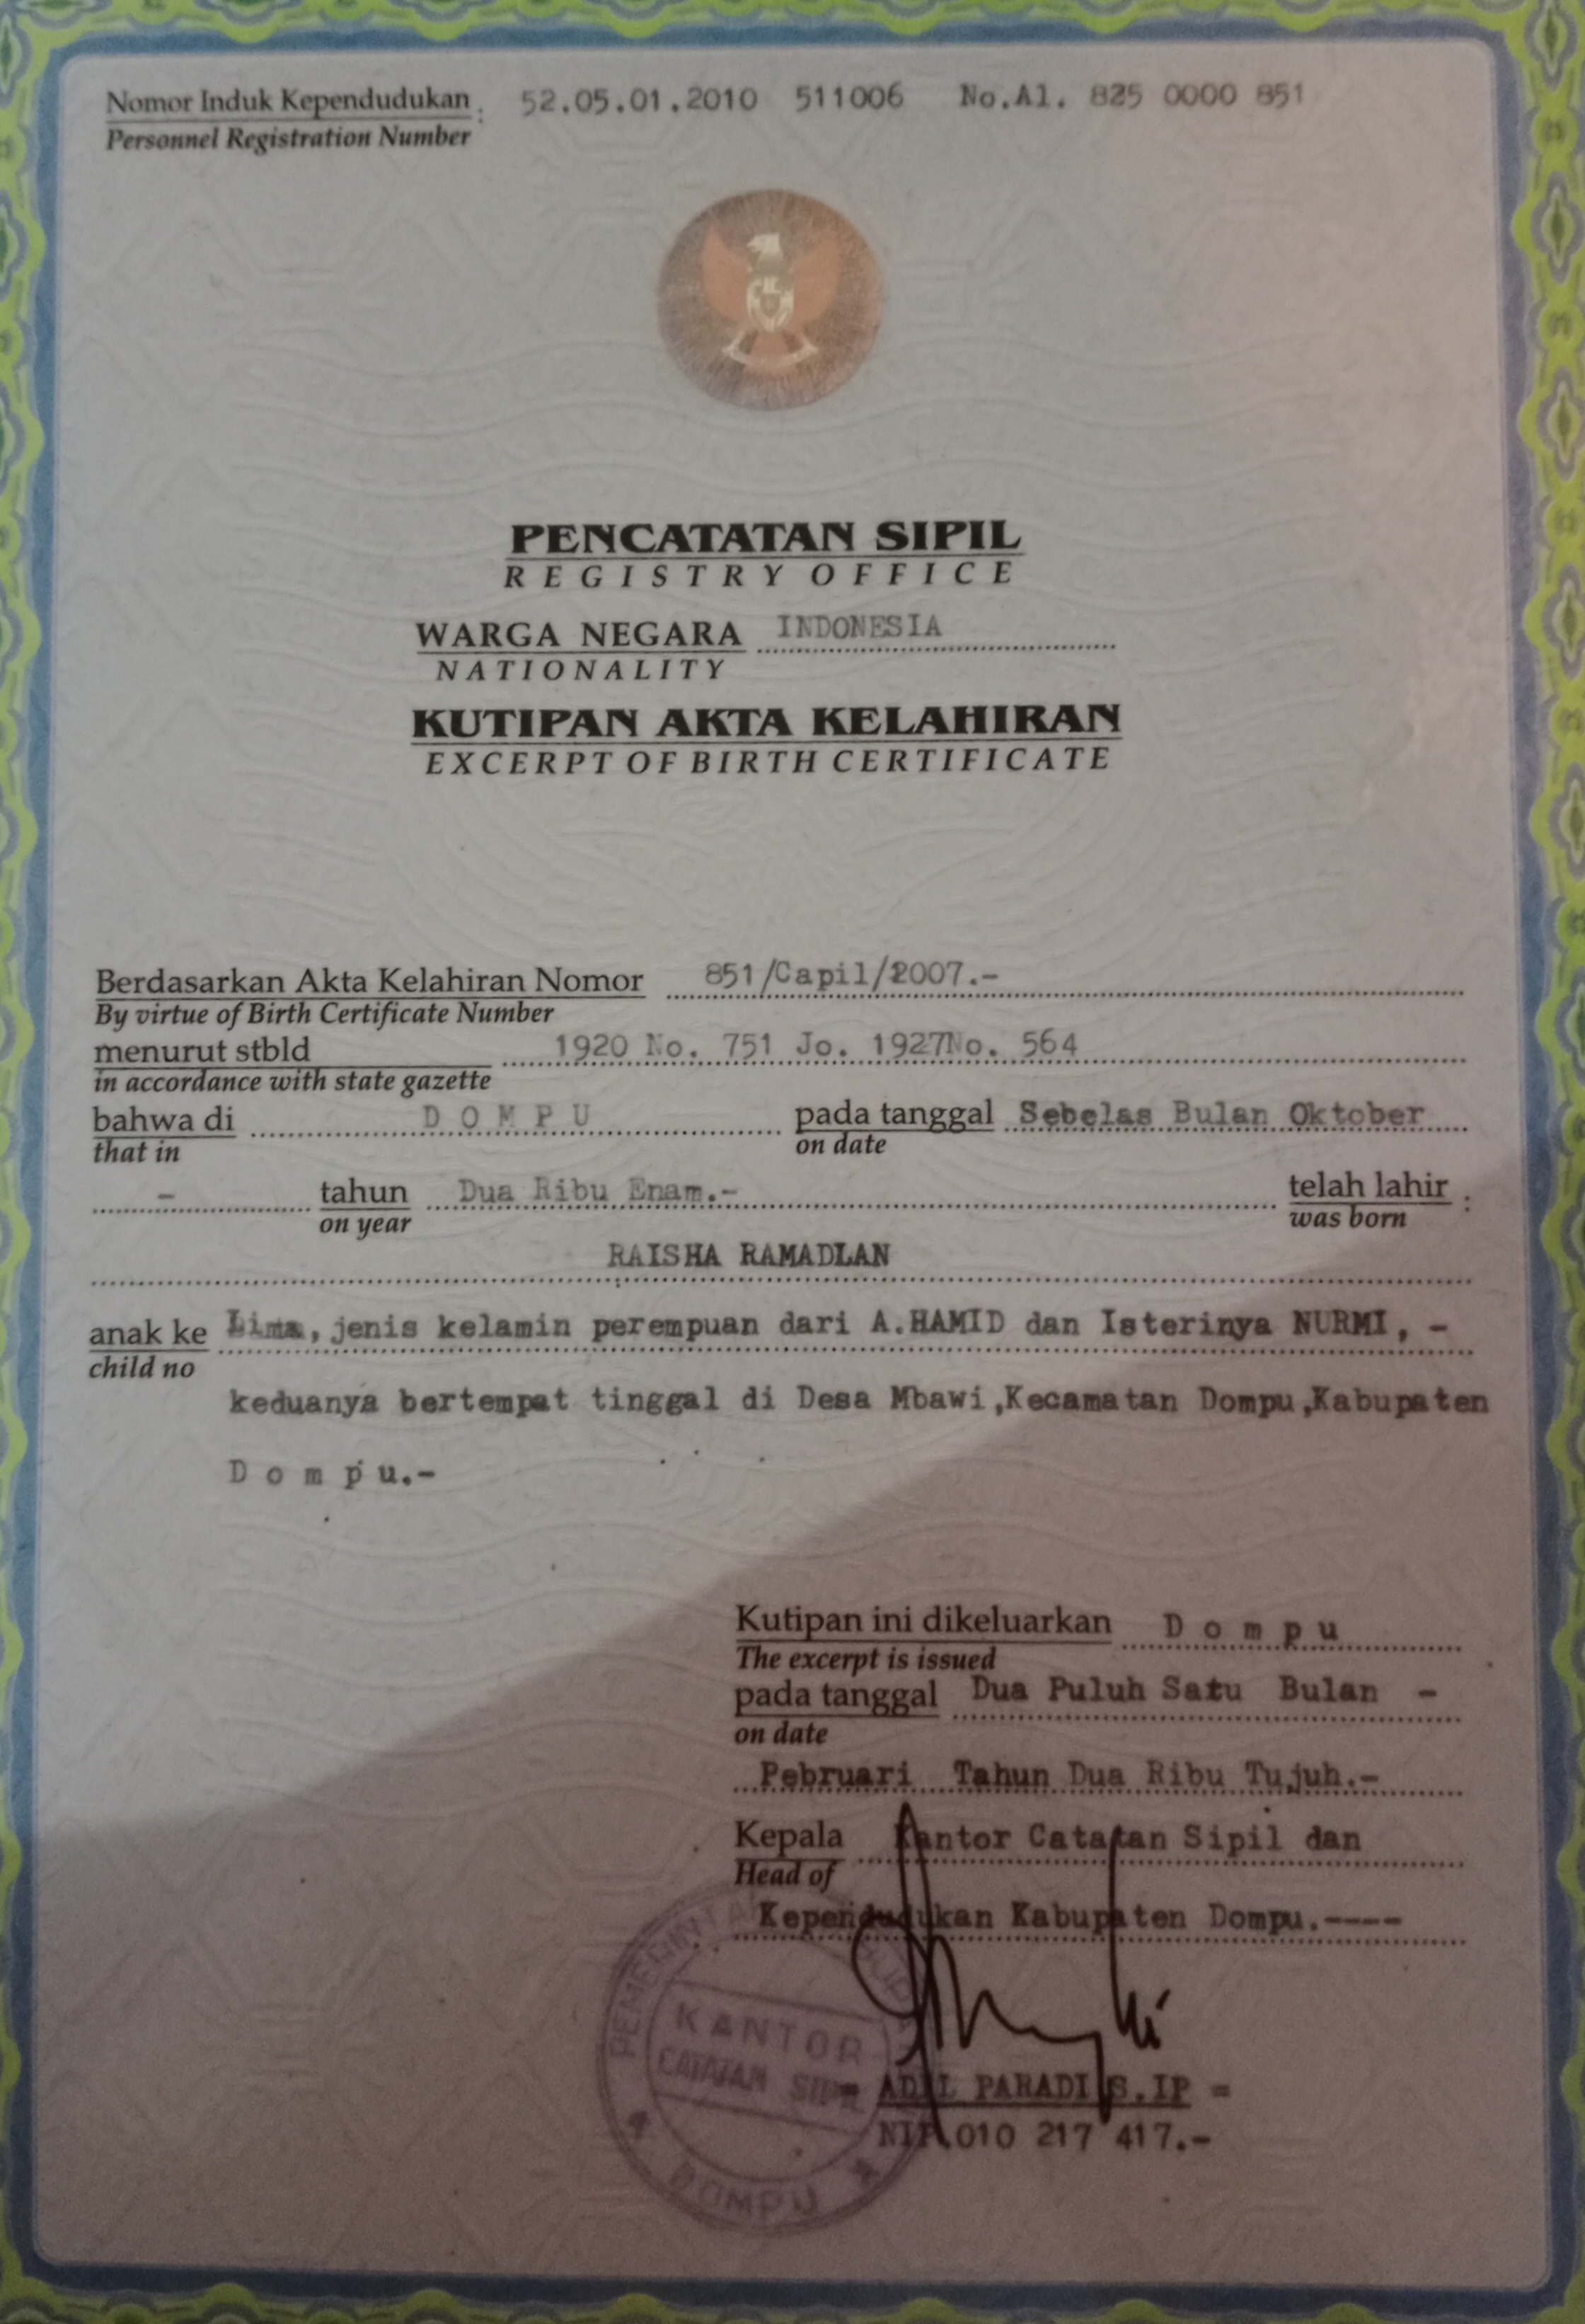 Nomor Induk Kependudukan : 52.05.01.2010 511006 No.Al. 825 0000 851
Personnel Registration Number
PENCATATAN SIPIL
REGISTRY OFFICE
WARGA NEGARA INDONESIA
NATIONALITY
KUTIPAN AKTA KELAHIRAN
EXCERPT OF BIRTH CERTIFICATE
Berdasarkan Akta Kelahiran Nomor 851/Capil/2007.-
By virtue of Birth Certificate Number
menurut stbld 1920 No. 751 Jo. 1927No. 564
in accordance with state gazette
bahwa di D O M P U pada tanggal Sebelas Bulan Oktober
that in on date
- tahun Dua Ribu Enam.- telah lahir :
on year was born
RAISHA RAMADLAN
anak ke Lima, jenis kelamin perempuan dari A.HAMID dan Isterinya NURMI, -
child no
keduanya bertempat tinggal di Desa Mbawi,Kecamatan Dompu,Kabupaten
D o m p u.-
Kutipan ini dikeluarkan D o m p u
The excerpt is issued
pada tanggal Dua Puluh Satu Bulan -
on date
Pebruari Tahun Dua Ribu Tujuh.-
Kepala Kantor Catatan Sipil dan
Head of
Kependudukan Kabupaten Dompu.----
KANTOR
CATATAN SIPIL
DOMPU
ADIL PARADI S.IP =
NIP.010 217 417.-